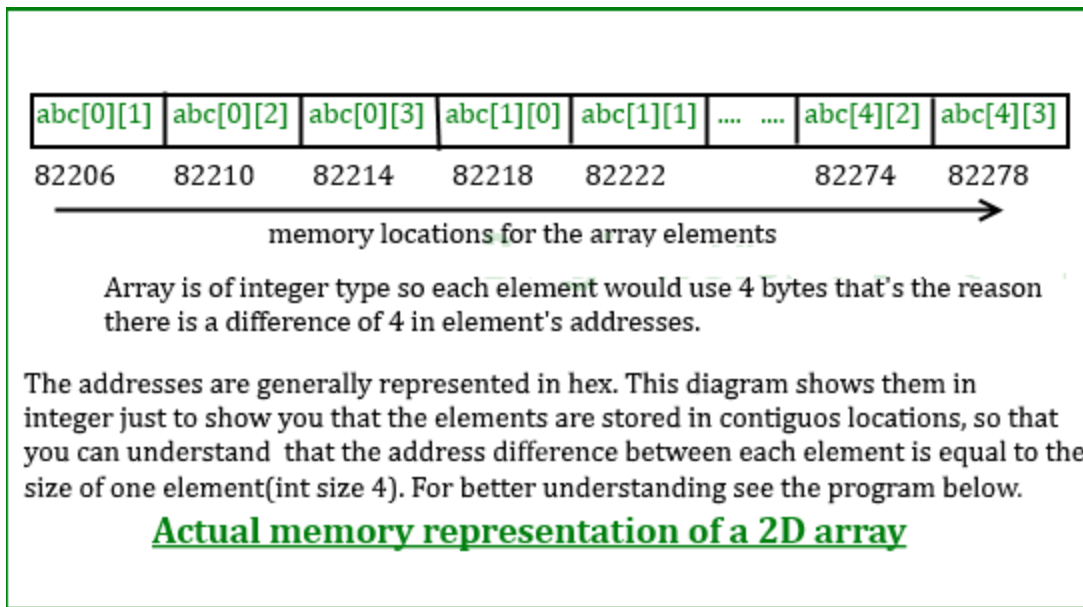 abc[0][1] abc[0][2] abc[0][3] abc[1][0] abc[1][1] .... .... abc[4][2] abc[4][3]
82206 82210 82214 82218 82222 82274 82278
memory locations for the array elements
Array is of integer type so each element would use 4 bytes that's the reason
there is a difference of 4 in element's addresses.
The addresses are generally represented in hex. This diagram shows them in
integer just to show you that the elements are stored in contiguos locations, so that
you can understand that the address difference between each element is equal to the
size of one element(int size 4). For better understanding see the program below.
Actual memory representation of a 2D array